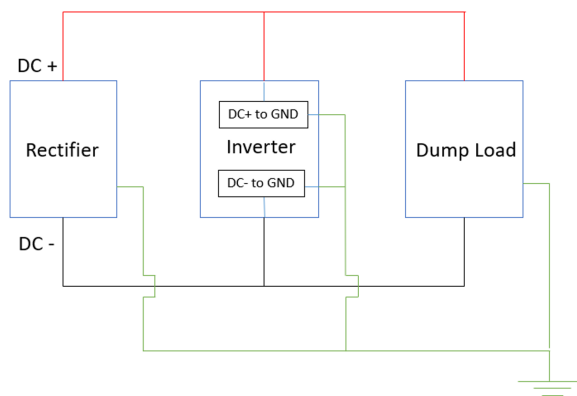 DC +
DC+ to GND
Rectifier
Inverter
Dump Load
DC- to GND
DC -